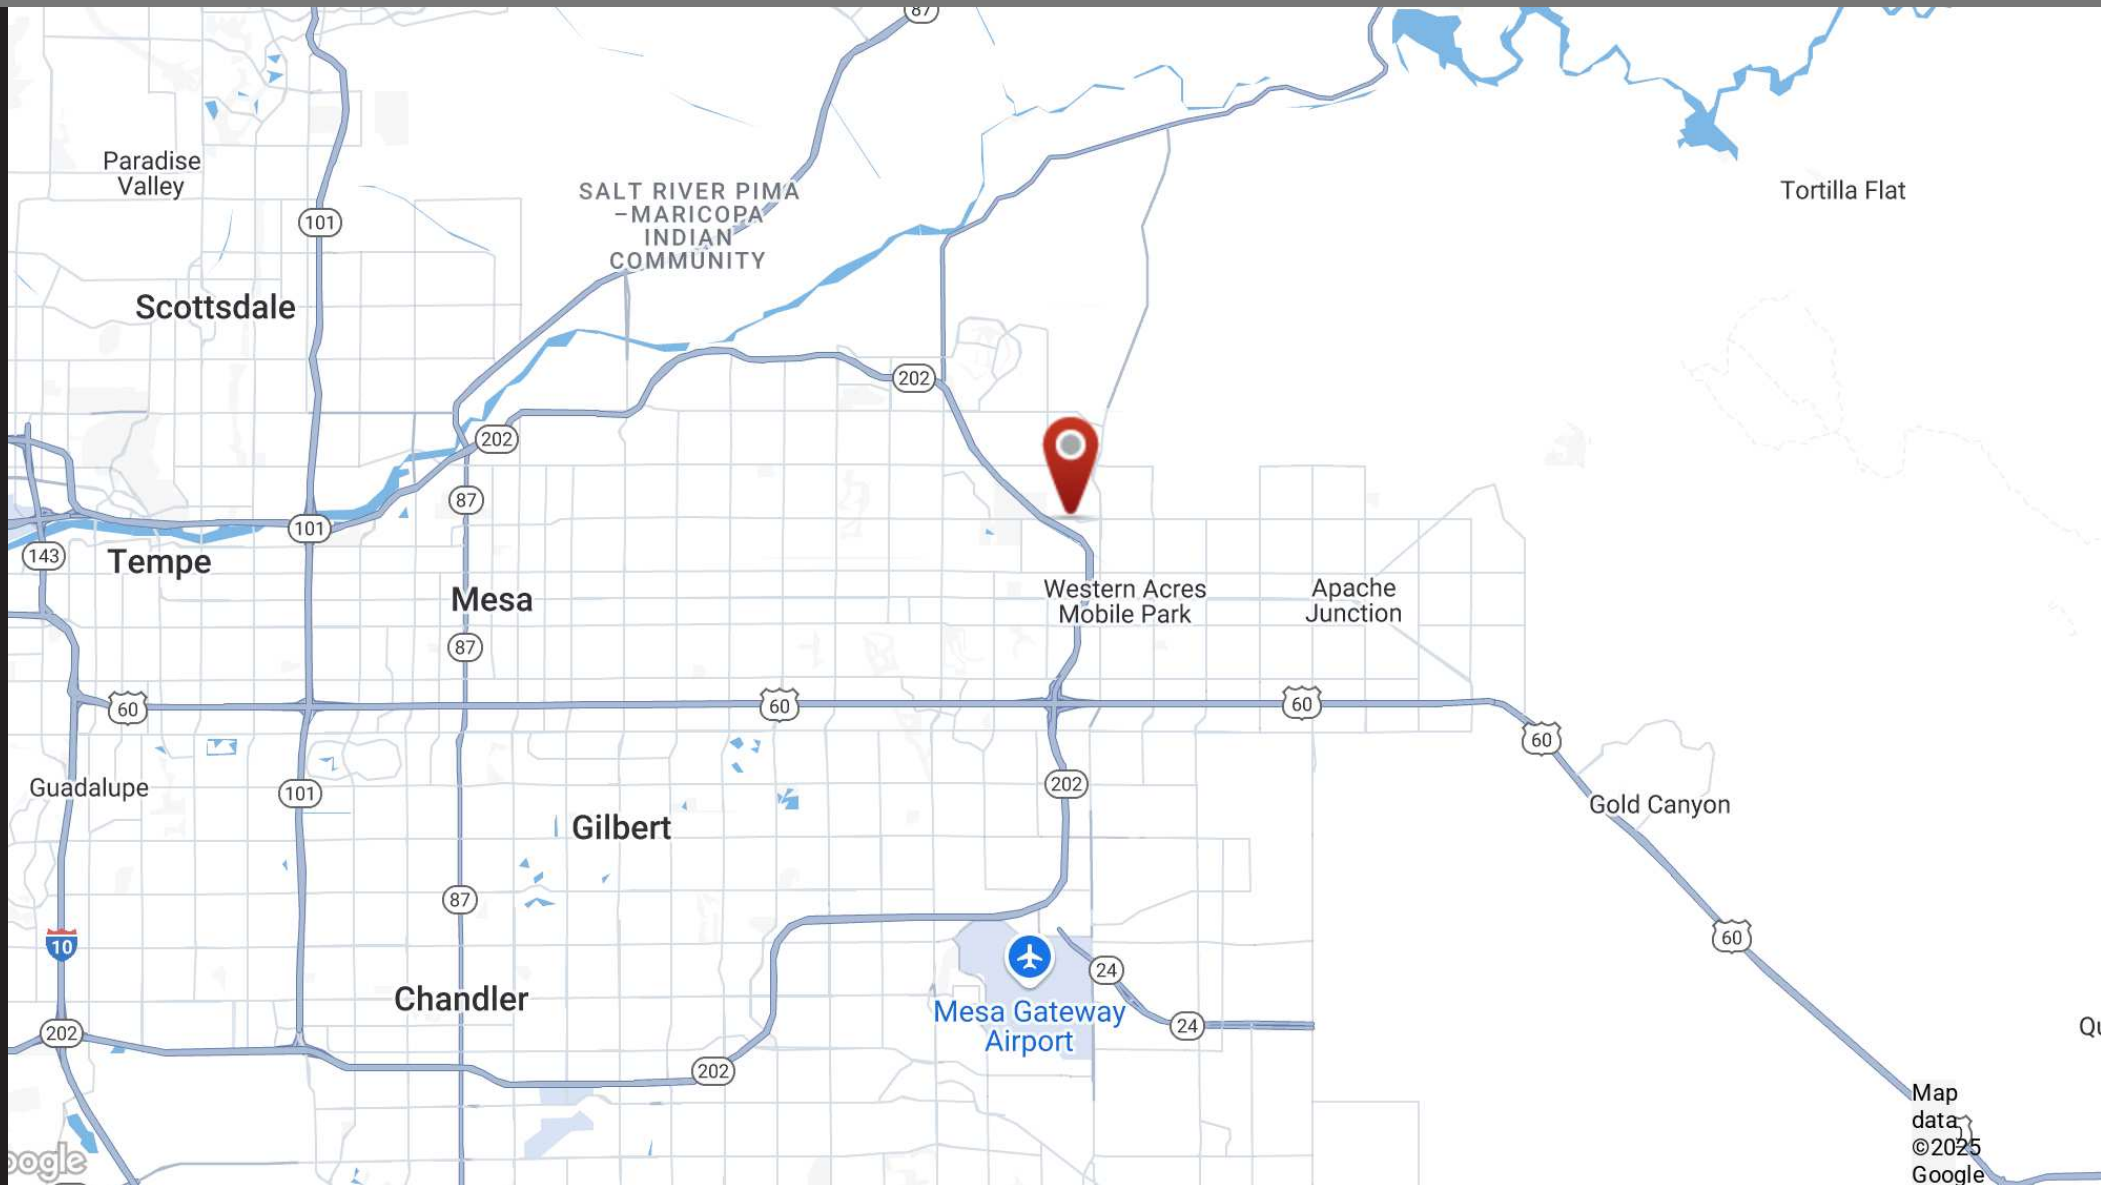 87
Paradise
Valley
101
SALT RIVER PIMA
-MARICOPA
INDIAN
COMMUNITY
Tortilla Flat
Scottsdale
202
202
87
101
143
Tempe
Mesa
Western Acres
Mobile Park
Apache
Junction
87
60
60
60
60
Guadalupe
101
202
Gold Canyon
Gilbert
87
10
60
24
Chandler
Mesa Gateway
Airport
24
Qu
202
202
Map
data
©2025
Google
oogle